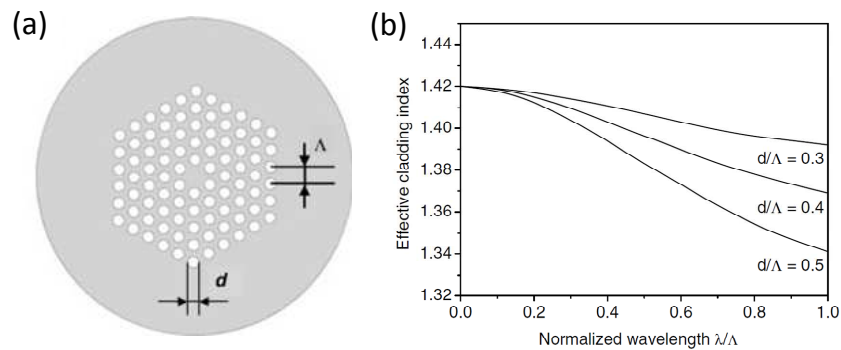 (a)
Λ
d
(b)
Effective cladding index
1.44
1.42
1.40
1.38
1.36
1.34
1.32
d/Λ = 0.3
d/Λ = 0.4
d/Λ = 0.5
0.0 0.2 0.4 0.6 0.8 1.0
Normalized wavelength λ/Λ